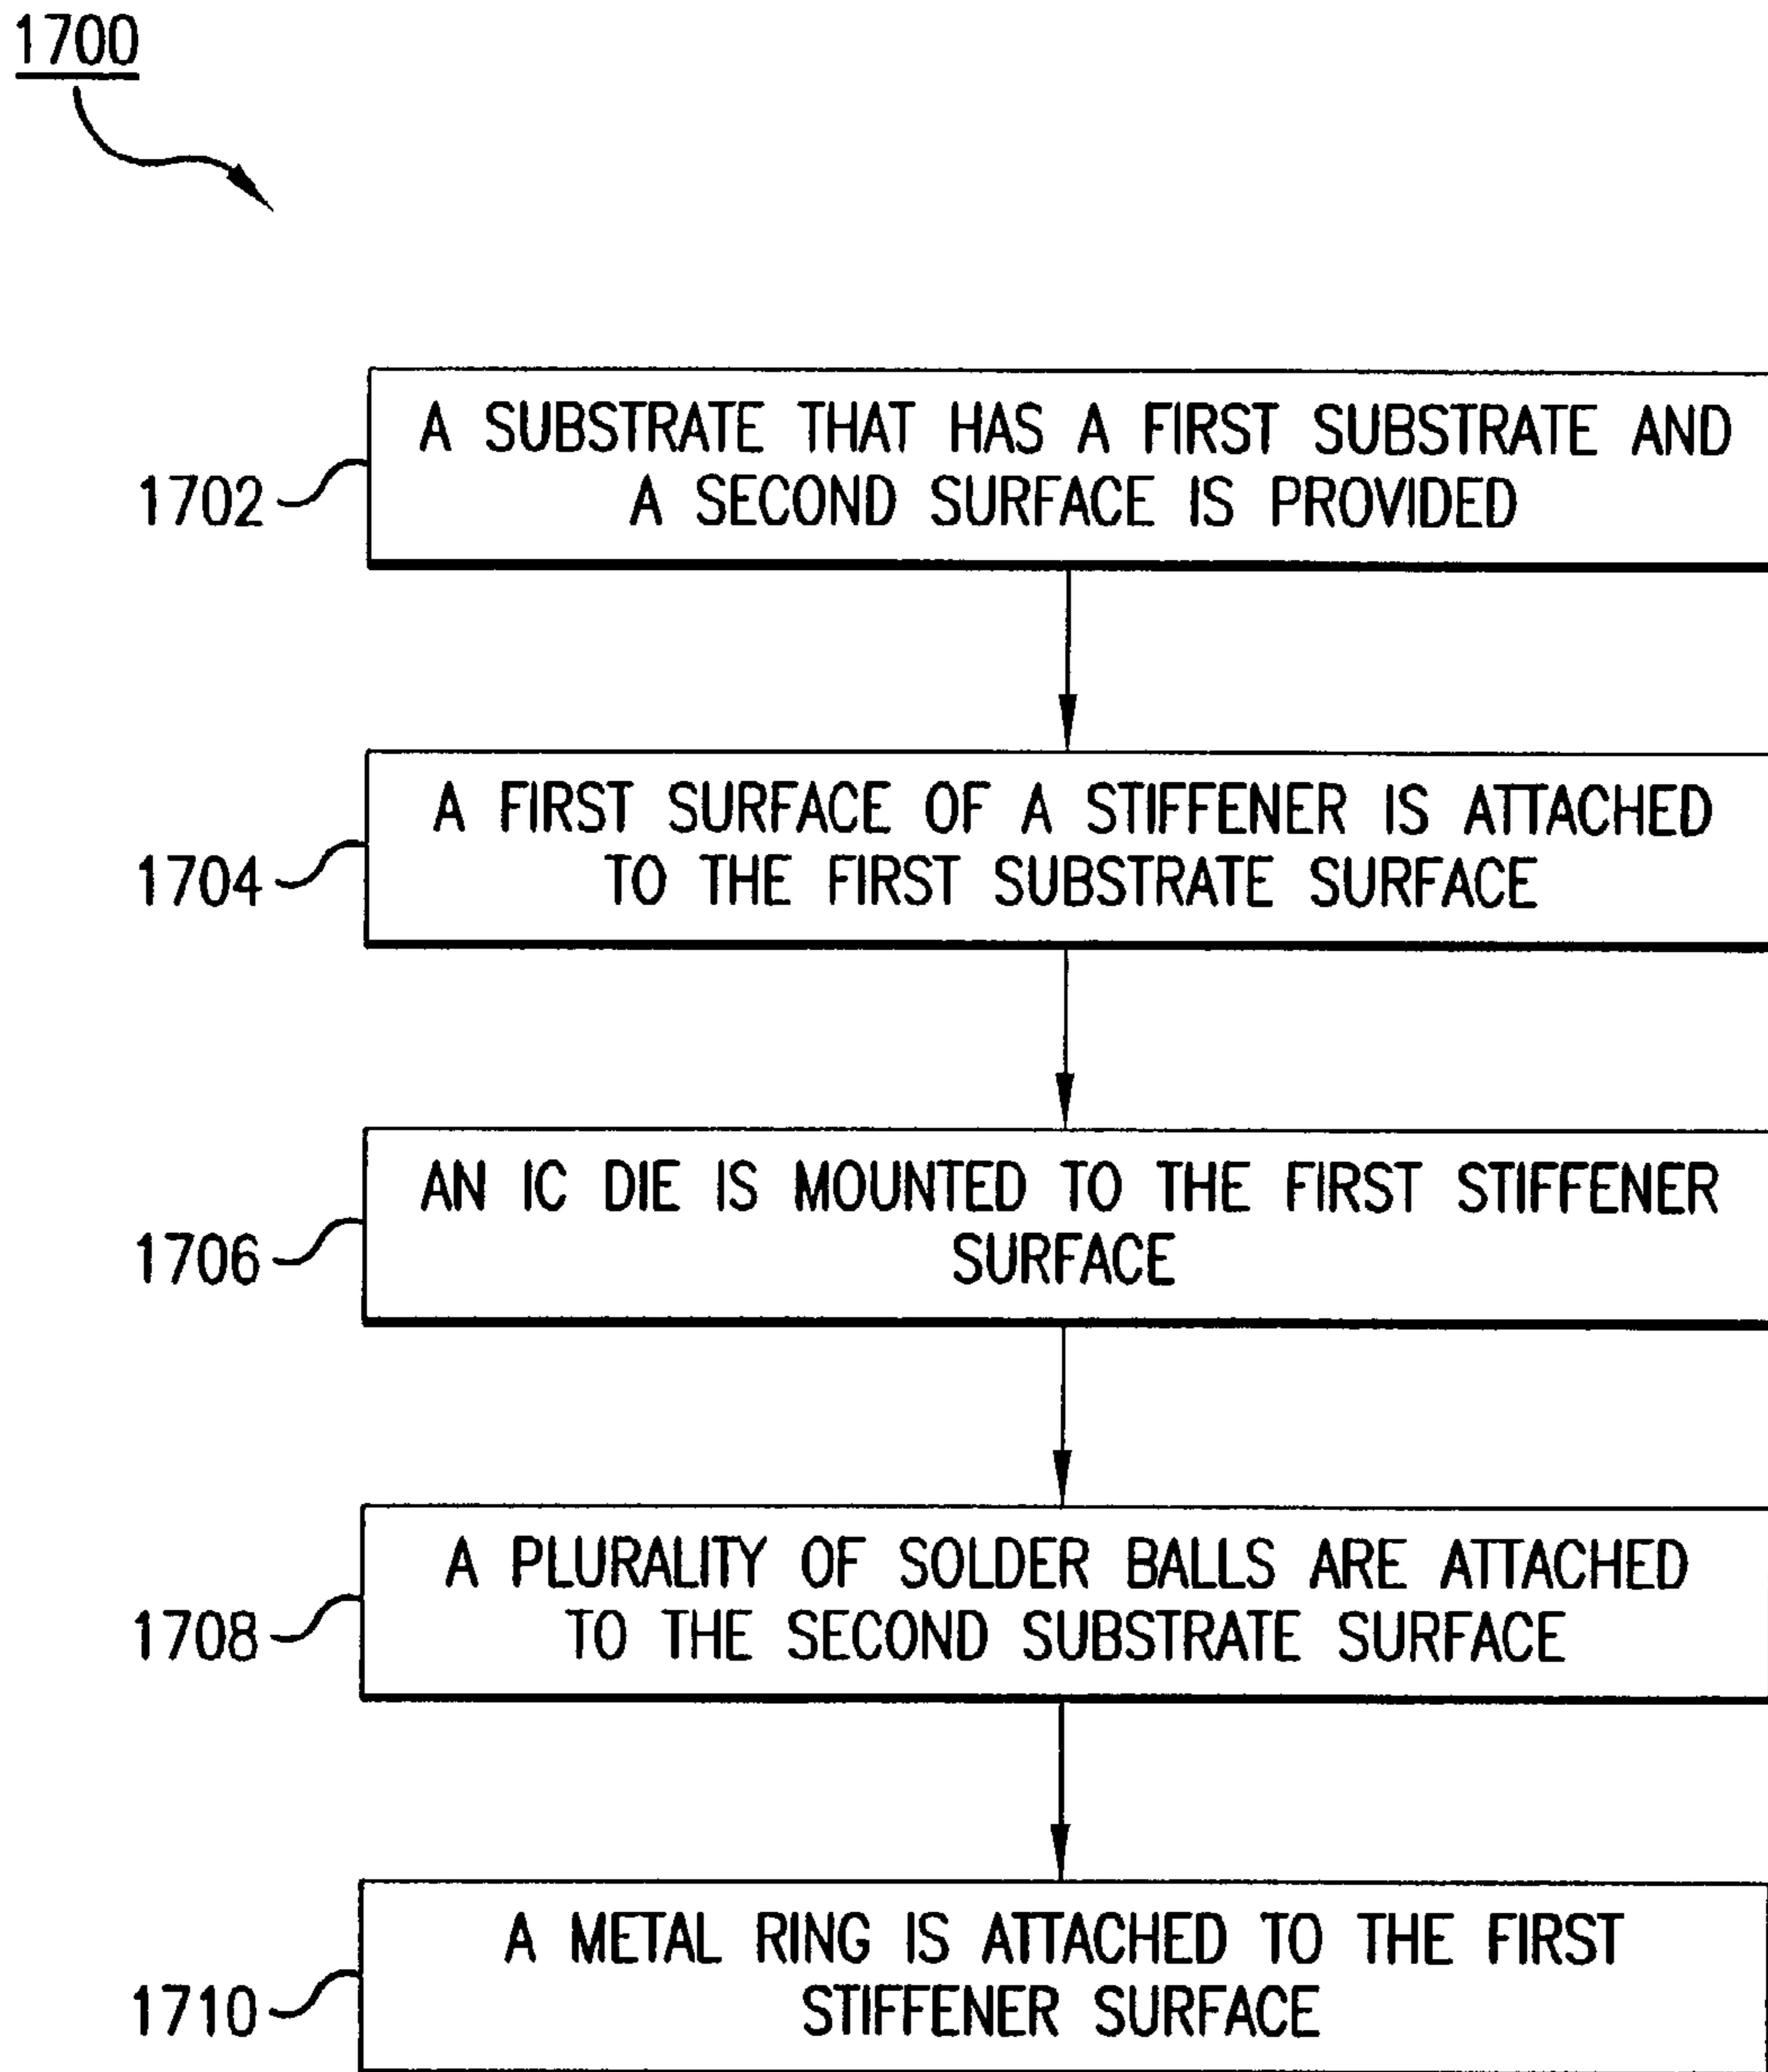 1700
A SUBSTRATE THAT HAS A FIRST SUBSTRATE AND
A SECOND SURFACE IS PROVIDED
1702
A FIRST SURFACE OF A STIFFENER IS ATTACHED
TO THE FIRST SUBSTRATE SURFACE
1704
AN IC DIE IS MOUNTED TO THE FIRST STIFFENER
SURFACE
1706
A PLURALITY OF SOLDER BALLS ARE ATTACHED
TO THE SECOND SUBSTRATE SURFACE
1708
A METAL RING IS ATTACHED TO THE FIRST
STIFFENER SURFACE
1710